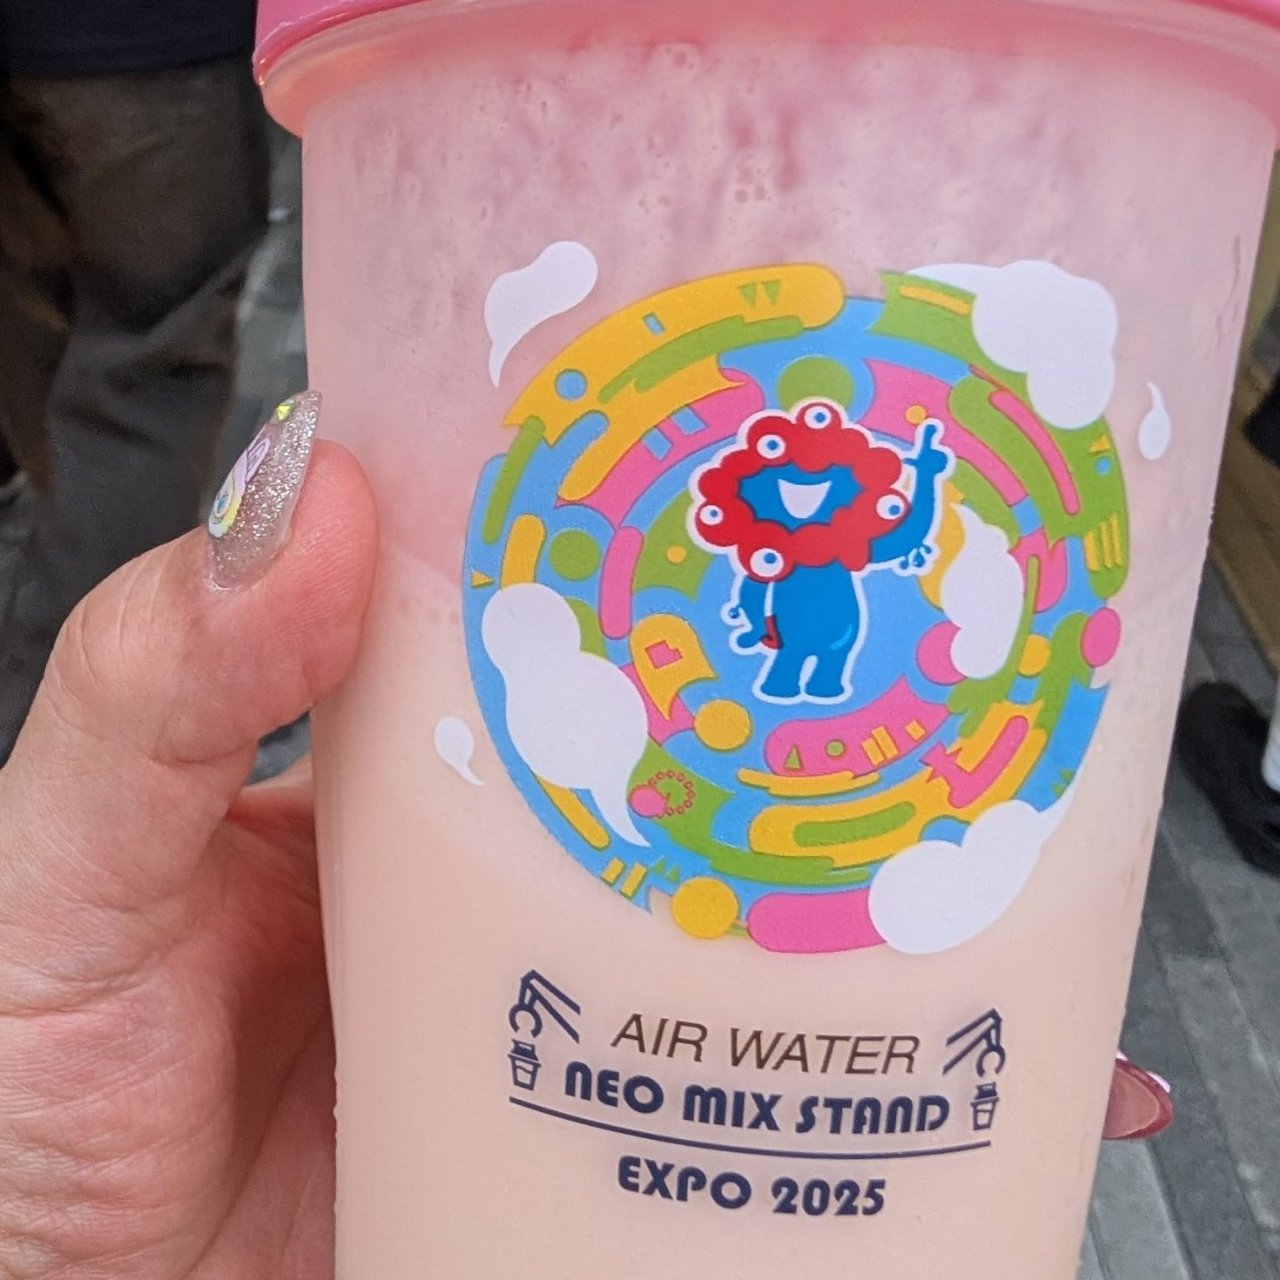 AIR WATER
NEO MIX STAND
EXPO 2025